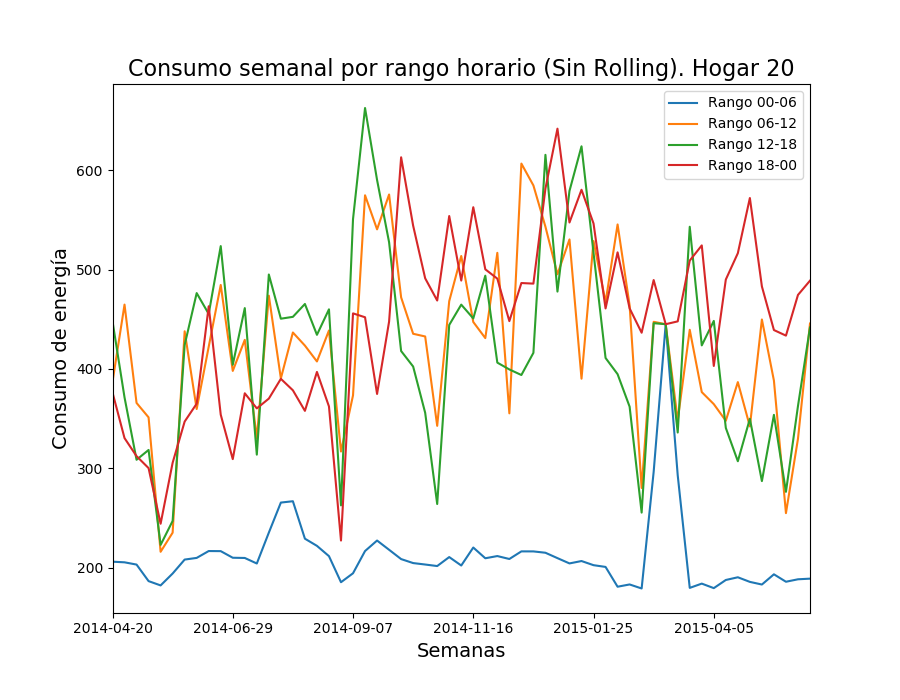 Consumo semanal por rango horario (Sin Rolling). Hogar 20
Rango 00-06
Rango 06-12
Rango 12-18
Rango 18-00
Consumo de energía
600
500
400
300
200
2014-04-20
2014-06-29
2014-09-07
2014-11-16
2015-01-25
2015-04-05
Semanas